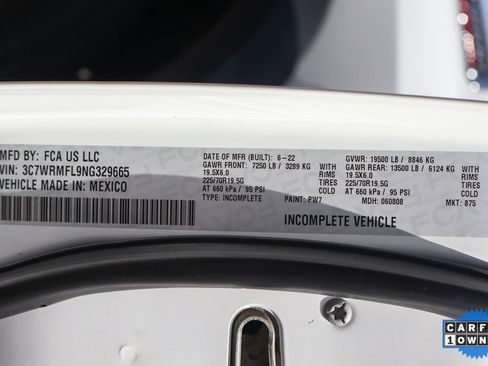 MFD BY: FCA US LLC
VIN: 3C7WRMFL9NG329665
VEHICLE MADE IN: MEXICO
DATE OF MFR (BUILT): 6-22
GAWR FRONT: 7250 LB / 3289 KG WITH
19.5X6.0 RIMS
225/70R19.5G TIRES
AT 660 kPa / 95 PSI COLD
TYPE: INCOMPLETE PAINT: PW7
GVWR: 19500 LB / 8846 KG
GAWR REAR: 13500 LB / 6124 KG WITH
19.5X6.0 RIMS
225/70R19.5G TIRES
AT 660 kPa / 95 PSI COLD
MDH: 060808 MKT: 875
INCOMPLETE VEHICLE
CARF
1 OWN